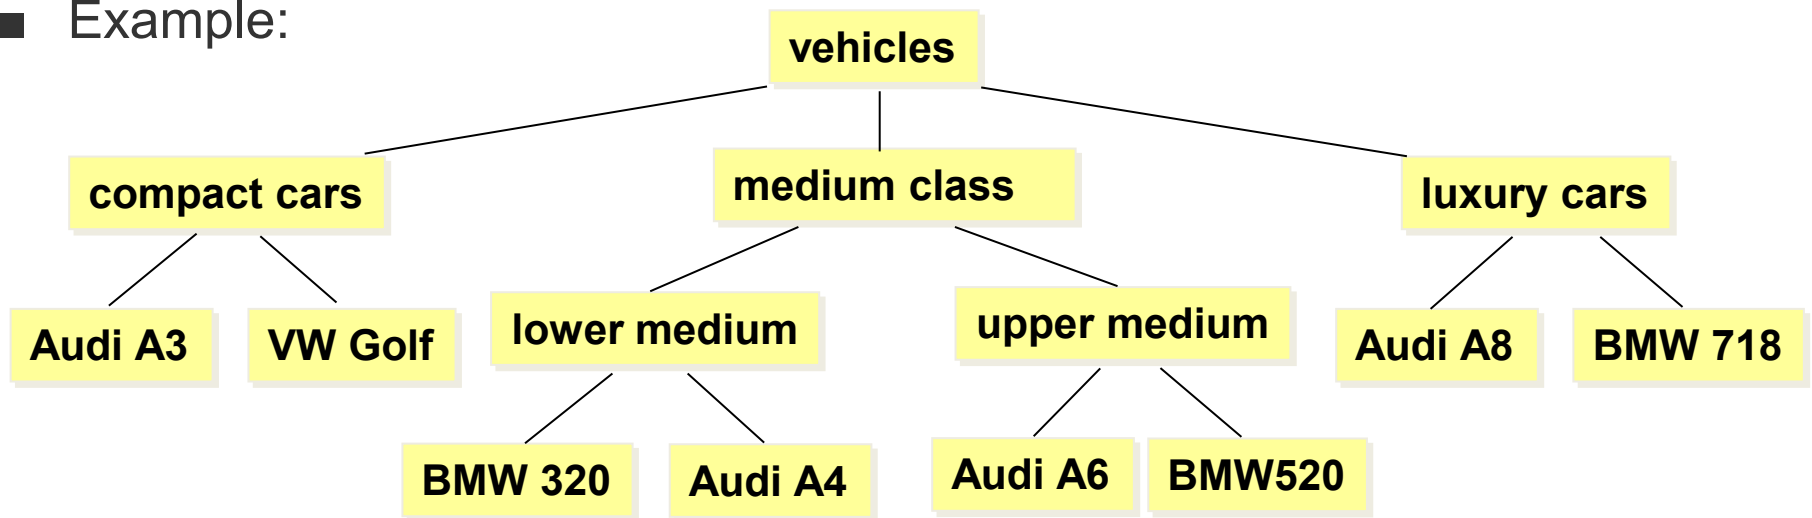 ■ Example:
vehicles
compact cars
medium class
luxury cars
Audi A3
VW Golf
lower medium
upper medium
Audi A8
BMW 718
BMW 320
Audi A4
Audi A6
BMW520